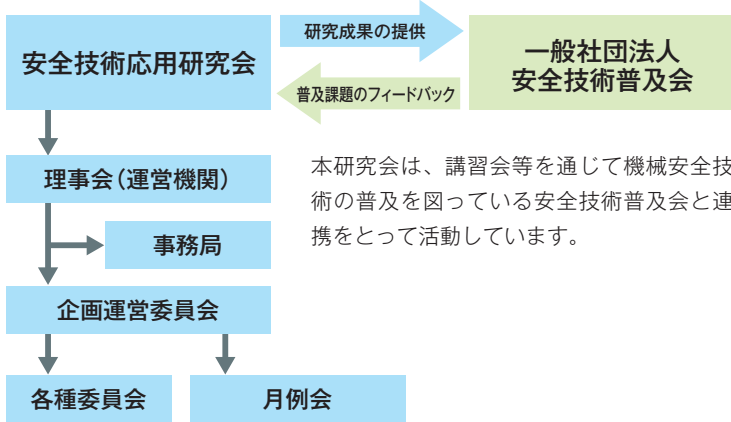 安全技術応用研究会
研究成果の提供
普及課題のフィードバック
一般社団法人
安全技術普及会
理事会(運営機関)
事務局
企画運営委員会
各種委員会
月例会
本研究会は、講習会等を通じて機械安全技
術の普及を図っている安全技術普及会と連
携をとって活動しています。